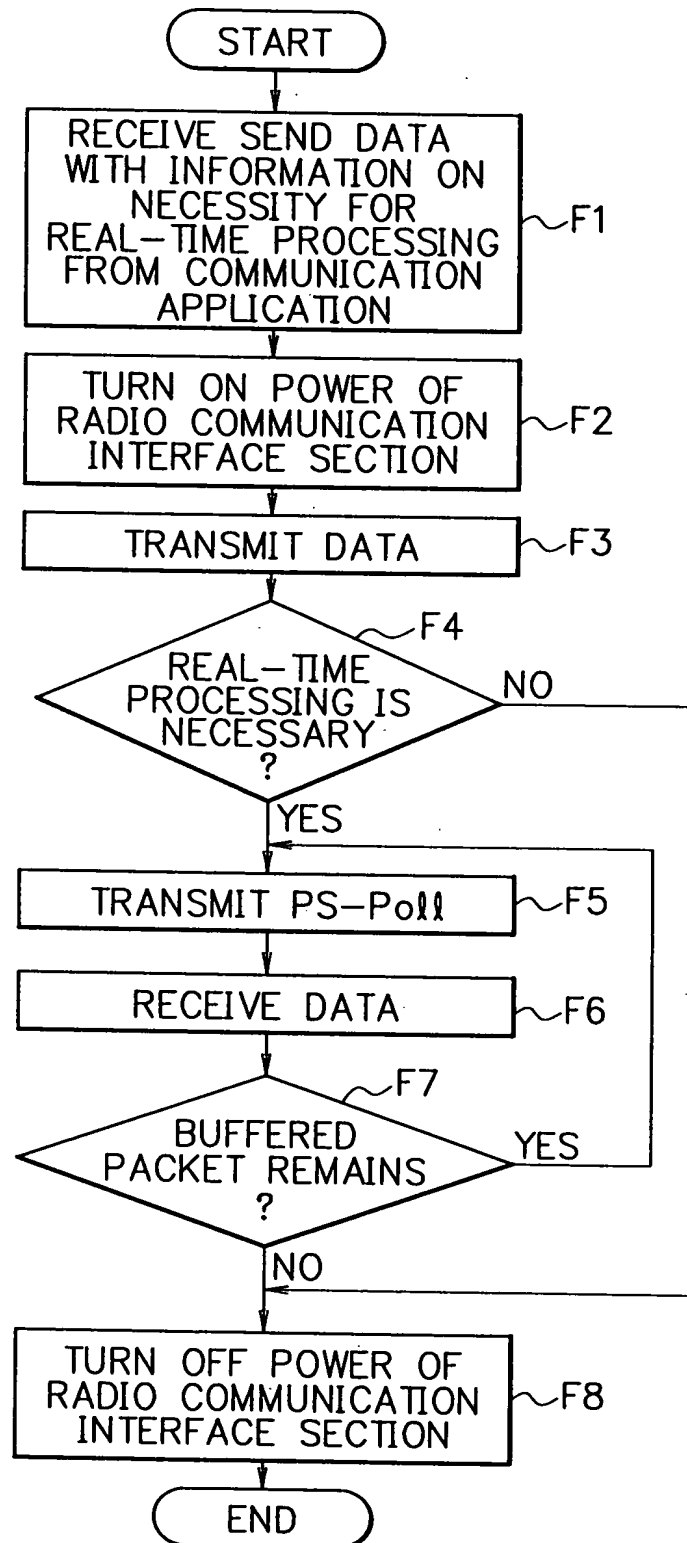 START
RECEIVE SEND DATA
WITH INFORMATION ON
NECESSITY FOR
REAL-TIME PROCESSING
FROM COMMUNICATION
APPLICATION
F1
TURN ON POWER OF
RADIO COMMUNICATION
INTERFACE SECTION
F2
TRANSMIT DATA
F3
F4
REAL-TIME
PROCESSING IS
NECESSARY
?
NO
YES
TRANSMIT PS-Poll
F5
RECEIVE DATA
F6
F7
BUFFERED
PACKET REMAINS
?
YES
NO
TURN OFF POWER OF
RADIO COMMUNICATION
INTERFACE SECTION
F8
END